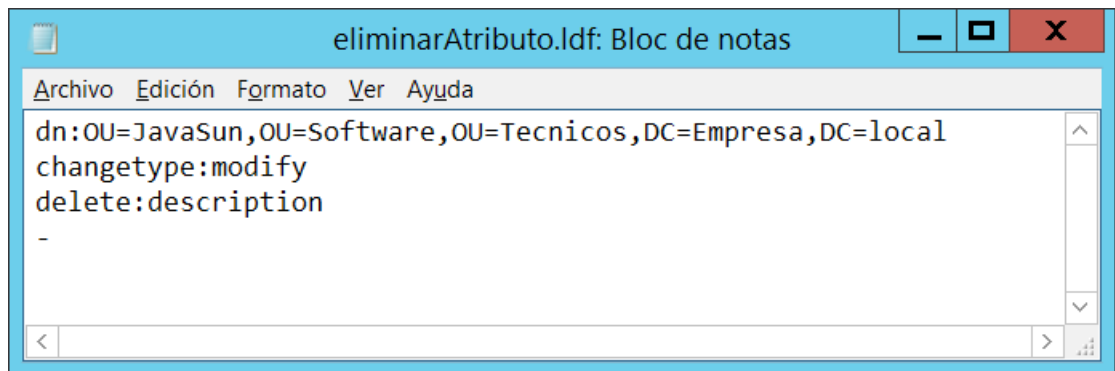 eliminarAtributo.ldf: Bloc de notas
Archivo Edición Formato Ver Ayuda
dn:OU=JavaSun,OU=Software,OU=Tecnicos,DC=Empresa,DC=local
changetype:modify
delete:description
-